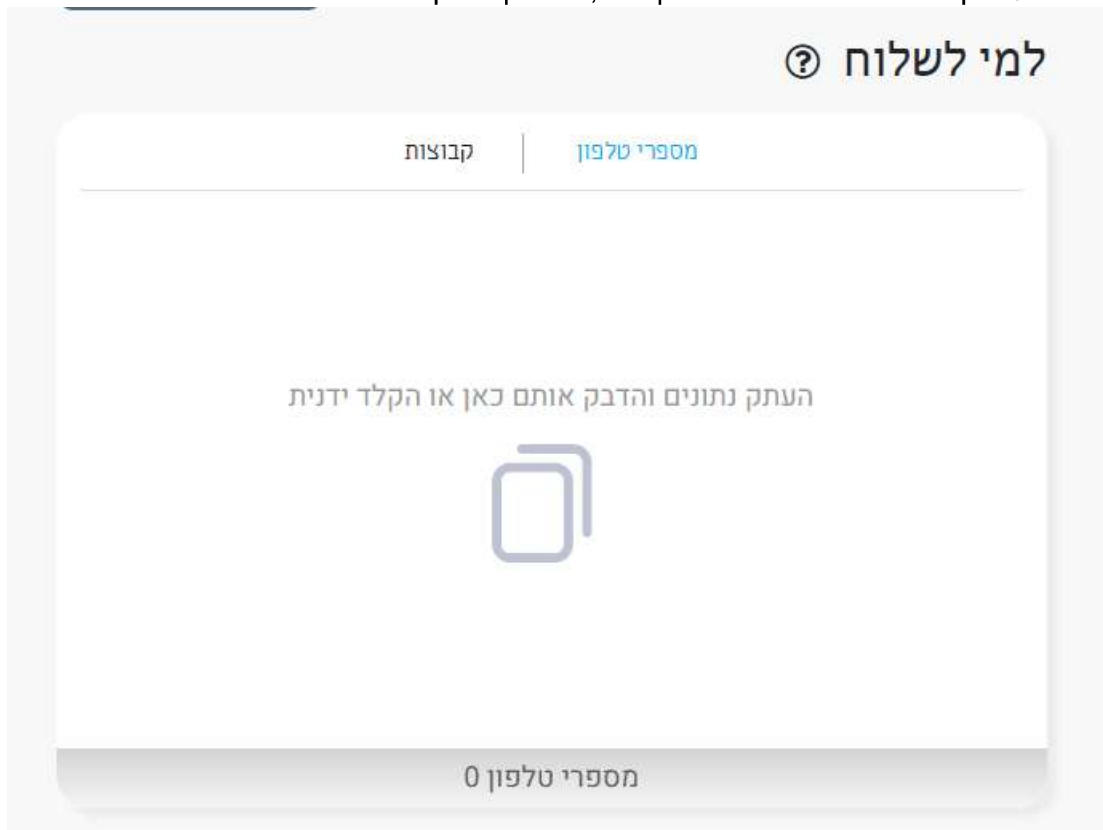 למי לשלוח ?
מספרי טלפון | קבוצות
העתק נתונים והדבק אותם כאן או הקלד ידנית
מספרי טלפון 0